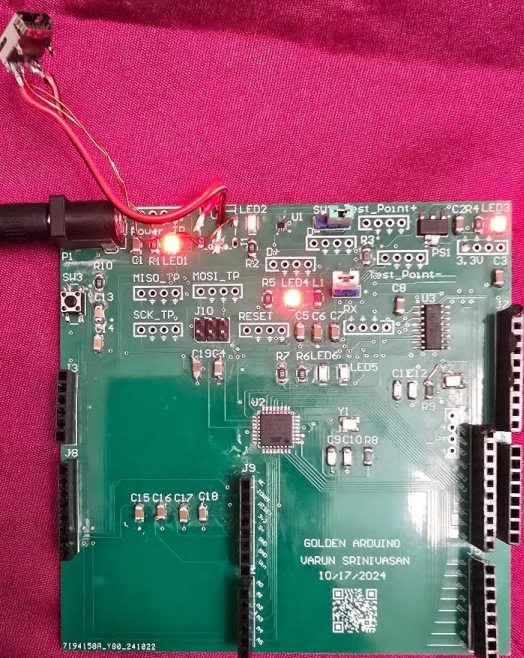 Power_TP
LED2
U1
SW
Test_Point+
C2 R4 LED3
P1
C1 R1 LED1
R2
R3
PS1
3.3V C3
SW3
R10
MISO_TP
MOSI_TP
D
R5 LED4 L1
Test_Point-
C13
C8
U3
J7
SCK_TP
J10
RESET
C5 C6 C7
RX
C14
C19 C4
R7 R6 LED6
LED5
C11 C12
R9
J3
U2
Y1
J8
C9 C10 R8
J9
C15 C16 C17 C18
GOLDEN ARDUINO
VARUN SRINIVASAN
10/17/2024
7194158A_Y80_241022